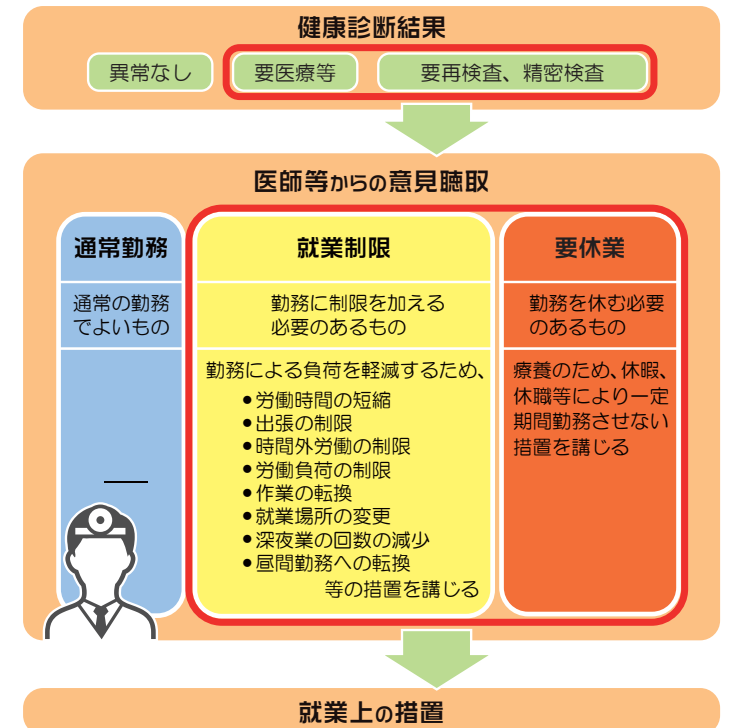 健康診断結果
異常なし
要医療等
要再検査、精密検査
医師等からの意見聴取
通常勤務
通常の勤務
でよいもの
就業制限
勤務に制限を加える
必要のあるもの
勤務による負荷を軽減するため、
●労働時間の短縮
●出張の制限
●時間外労働の制限
●労働負荷の制限
●作業の転換
●就業場所の変更
●深夜業の回数の減少
●昼間勤務への転換
等の措置を講じる
要休業
勤務を休む必要
のあるもの
療養のため、休暇、
休職等により一定
期間勤務させない
措置を講じる
就業上の措置